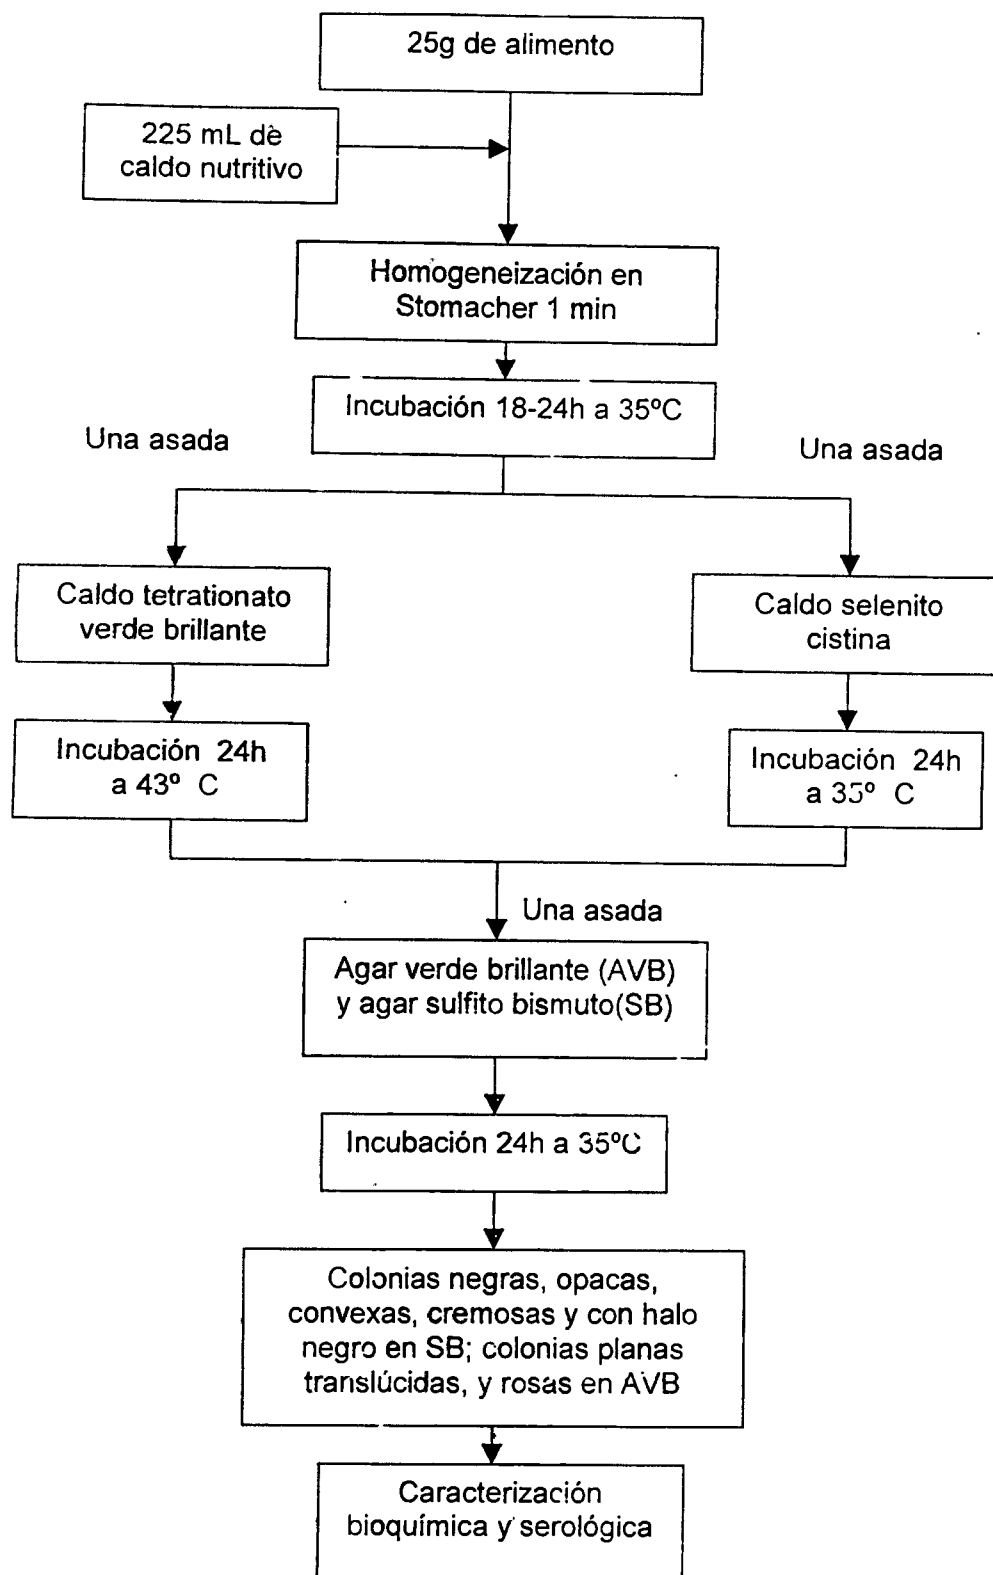 25g de alimento
225 mL de
caldo nutritivo
Homogeneización en
Stomacher 1 min
Incubación 18-24h a 35ºC
Una asada
Una asada
Caldo tetrationato
verde brillante
Caldo selenito
cistina
Incubación 24h
a 43º C
Incubación 24h
a 35º C
Una asada
Agar verde brillante (AVB)
y agar sulfito bismuto(SB)
Incubación 24h a 35ºC
Colonias negras, opacas,
convexas, cremosas y con halo
negro en SB; colonias planas
translúcidas, y rosas en AVB
Caracterización
bioquímica y serológica